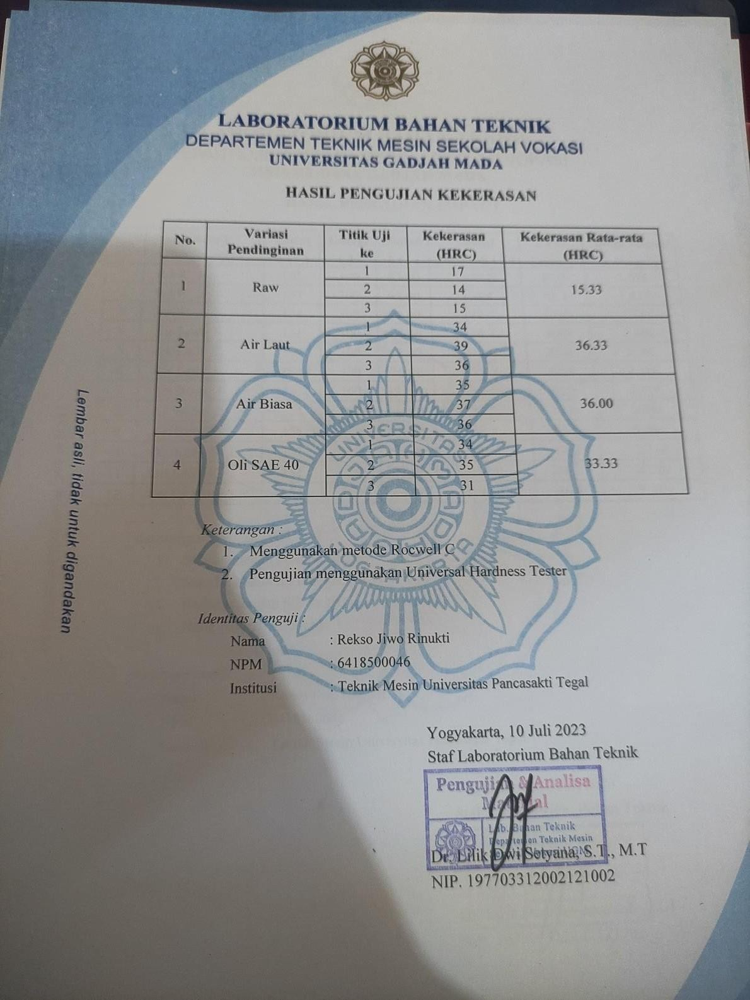 LABORATORIUM BAHAN TEKNIK
DEPARTEMEN TEKNIK MESIN SEKOLAH VOKASI
UNIVERSITAS GADJAH MADA
HASIL PENGUJIAN KEKERASAN
No. Variasi Pendinginan Titik Uji ke Kekerasan (HRC) Kekerasan Rata-rata (HRC)
1 Raw 1 17 15.33
2 14
3 15
2 Air Laut 1 34 36.33
2 39
3 36
3 Air Biasa 1 35 36.00
2 37
3 36
4 Oli SAE 40 1 34 33.33
2 35
3 31
Lembar asli, tidak untuk digandakan
UNIVERSITAS
GADJAH MADA
YOGYAKARTA
Keterangan :
1. Menggunakan metode Rocwell C
2. Pengujian menggunakan Universal Hardness Tester
Identitas Penguji :
Nama : Rekso Jiwo Rinukti
NPM : 6418500046
Institusi : Teknik Mesin Universitas Pancasakti Tegal
Yogyakarta, 10 Juli 2023
Staf Laboratorium Bahan Teknik
Pengujian & Analisa
Material
Lab. Bahan Teknik
Departemen Teknik Mesin
Dr. Lilik Dwi Setyana, S.T., M.T
NIP. 197703312002121002